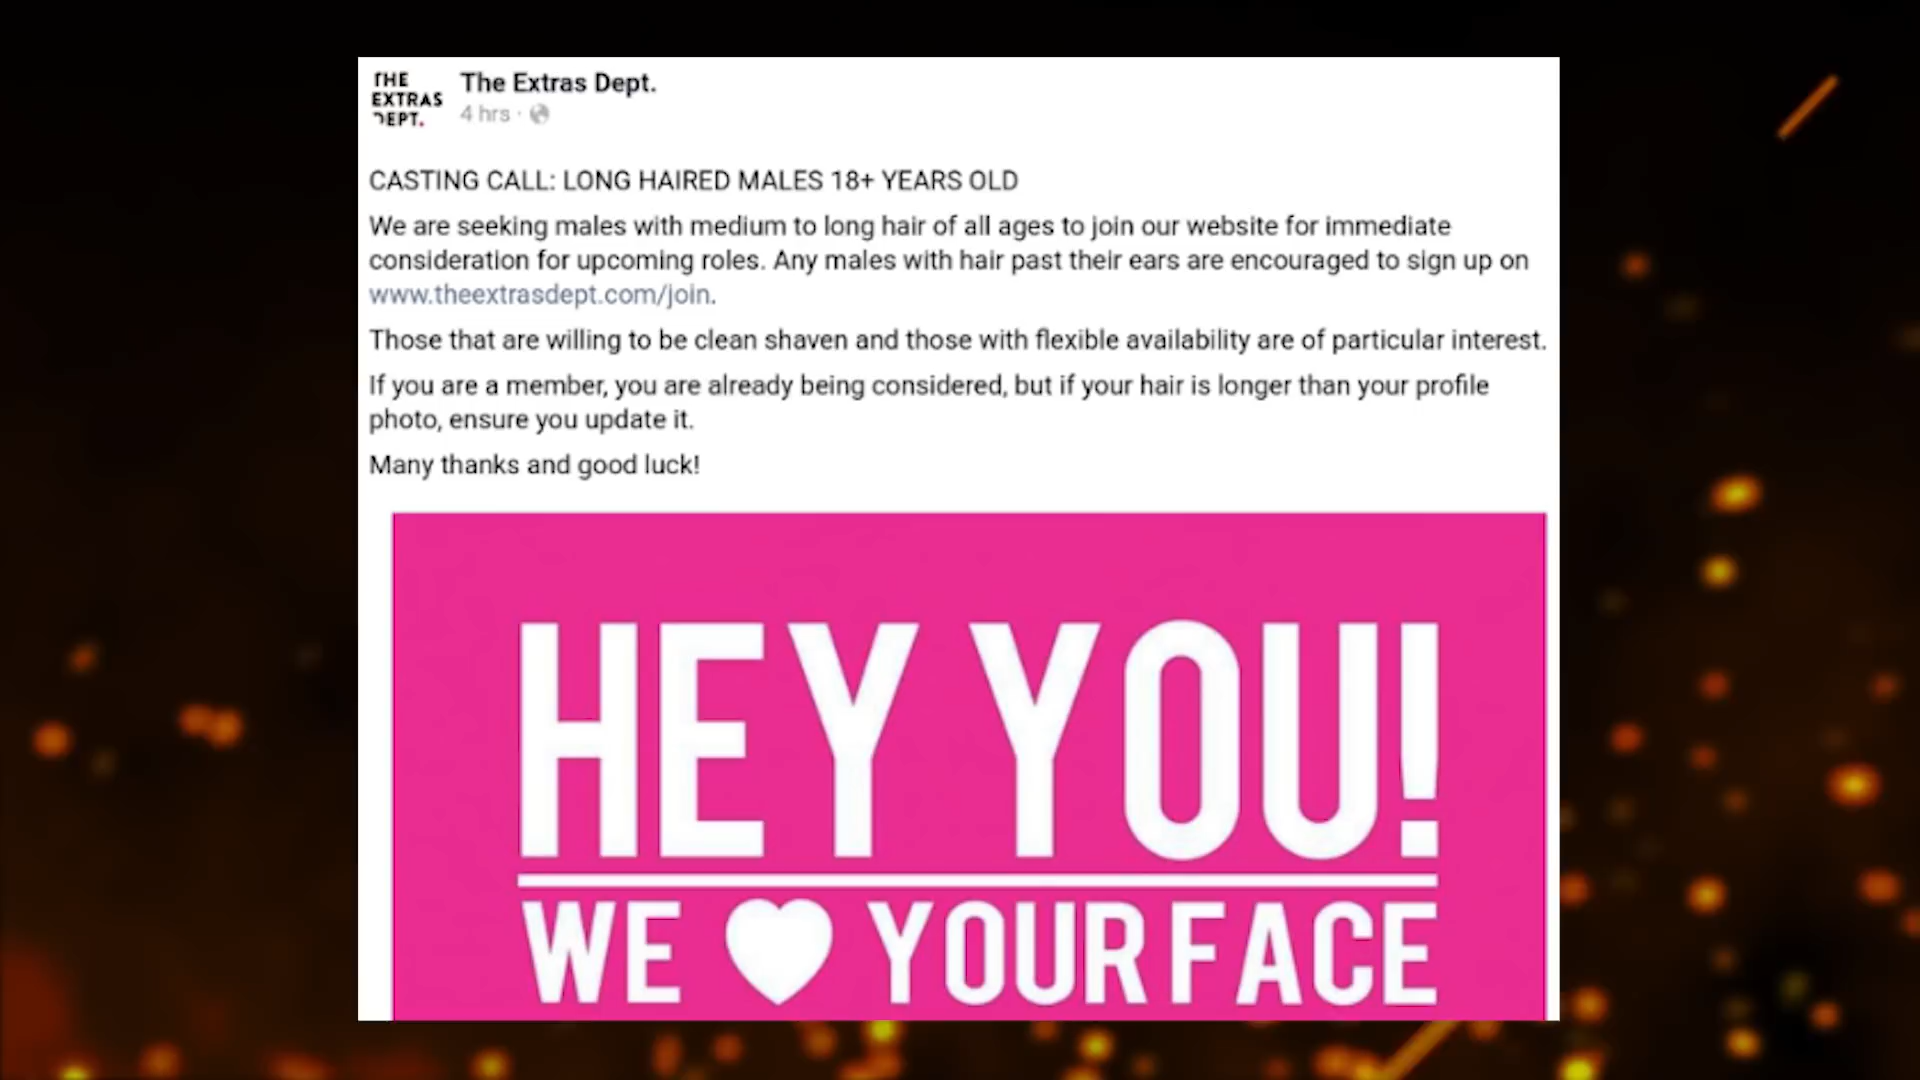 THE
EXTRAS
DEPT.
The Extras Dept.
4 hrs ·
CASTING CALL: LONG HAIRED MALES 18+ YEARS OLD
We are seeking males with medium to long hair of all ages to join our website for immediate
consideration for upcoming roles. Any males with hair past their ears are encouraged to sign up on
www.theextrasdept.com/join.
Those that are willing to be clean shaven and those with flexible availability are of particular interest.
If you are a member, you are already being considered, but if your hair is longer than your profile
photo, ensure you update it.
Many thanks and good luck!
HEY YOU!
WE ♥ YOUR FACE